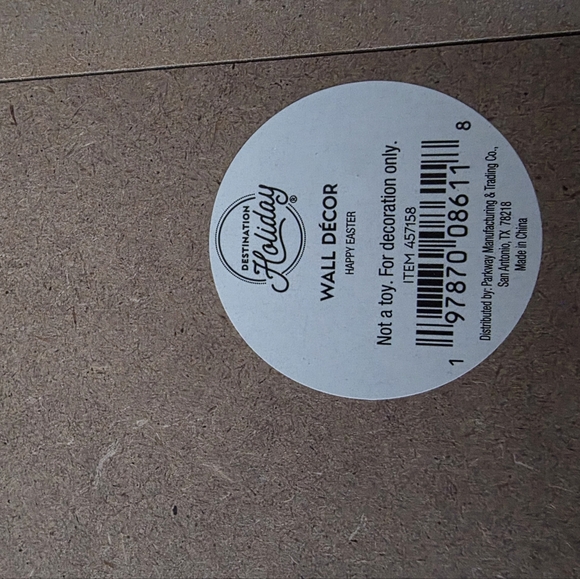 DESTINATION
Holiday®
WALL DÉCOR
HAPPY EASTER
Not a toy. For decoration only.
ITEM 457158
1 97870 08611 8
Distributed by: Parkway Manufacturing & Trading Co.,
San Antonio, TX 78218
Made in China